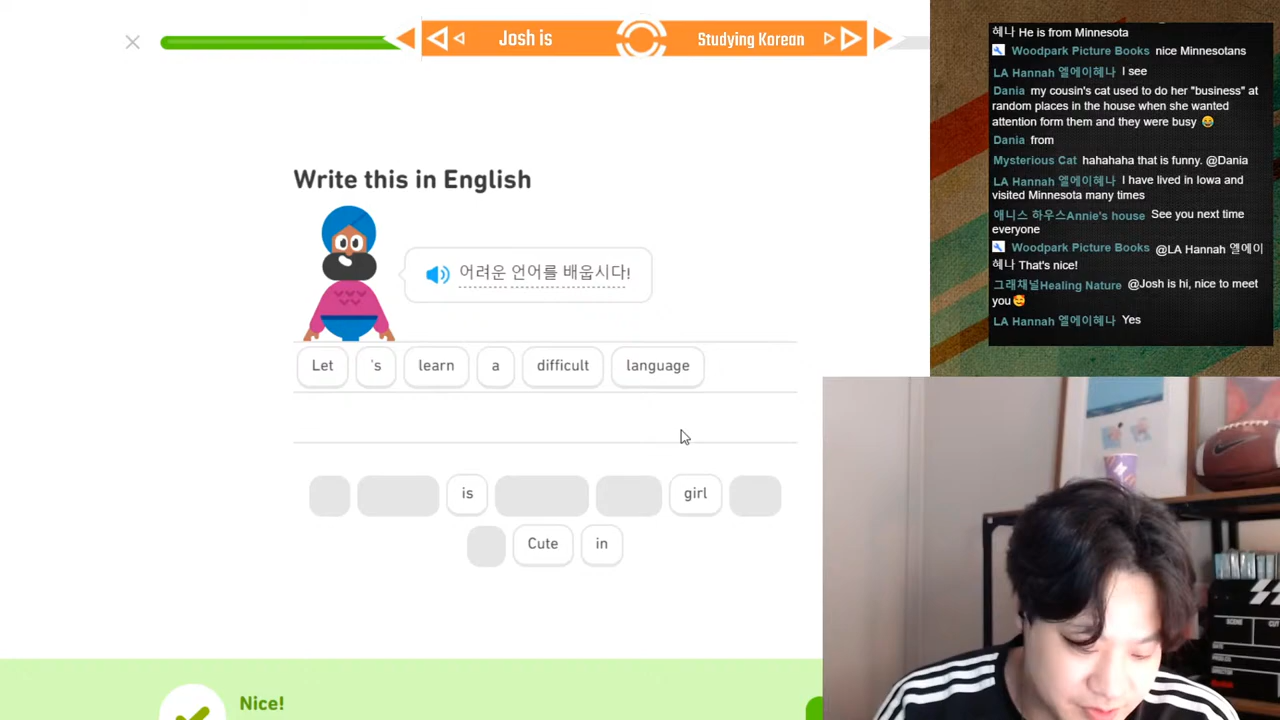 Josh is
Studying Korean
Write this in English
어려운 언어를 배웁시다!
Let 's learn a difficult language
is girl
Cute in
Nice!
혜나 He is from Minnesota
Woodpark Picture Books nice Minnesotans
LA Hannah 엘에이혜나 I see
Dania my cousin's cat used to do her "business" at
random places in the house when she wanted
attention form them and they were busy 😂
Dania from
Mysterious Cat hahahaha that is funny. @Dania
LA Hannah 엘에이혜나 I have lived in Iowa and
visited Minnesota many times
애니스 하우스Annie's house See you next time
everyone
Woodpark Picture Books @LA Hannah 엘에이
혜나 That's nice!
그래채널Healing Nature @Josh is hi, nice to meet
you🥰
LA Hannah 엘에이혜나 Yes